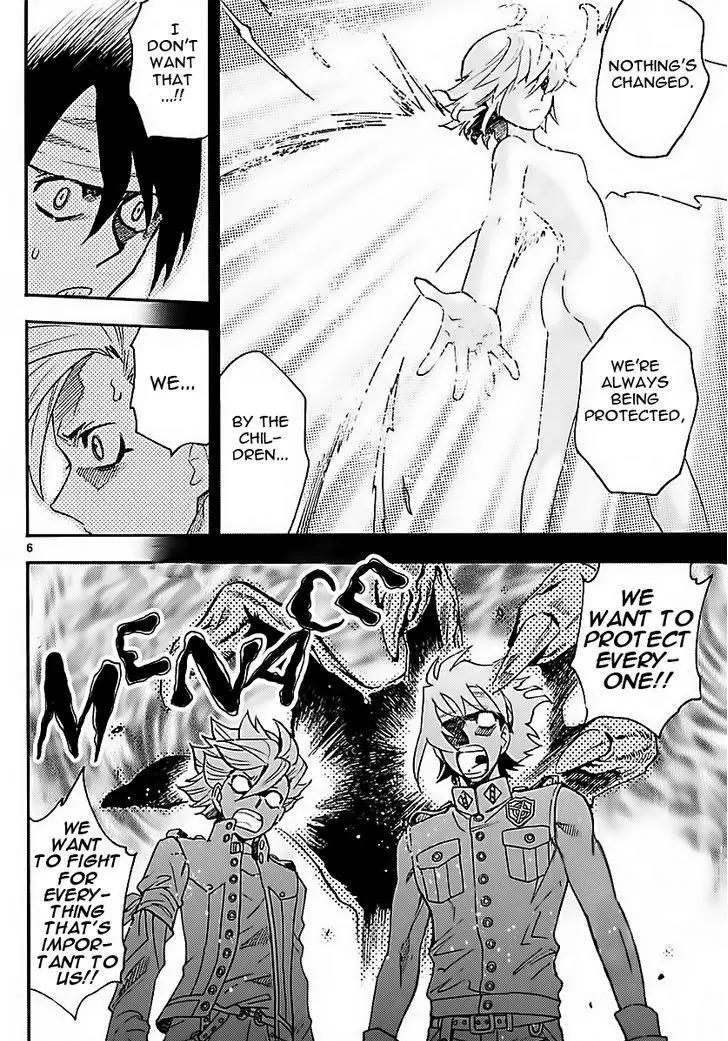 NOTHING'S
CHANGED.
WE'RE
ALWAYS
BEING
PROTECTED,
BY THE
CHIL-
DREN...
I
DON'T
WANT
THAT
...!!
WE...
6
WE
WANT TO
PROTECT
EVERY-
ONE!!
MENACE
WE
WANT
TO FIGHT
FOR
EVERY-
THING
THAT'S
IMPOR-
TANT TO
US!!